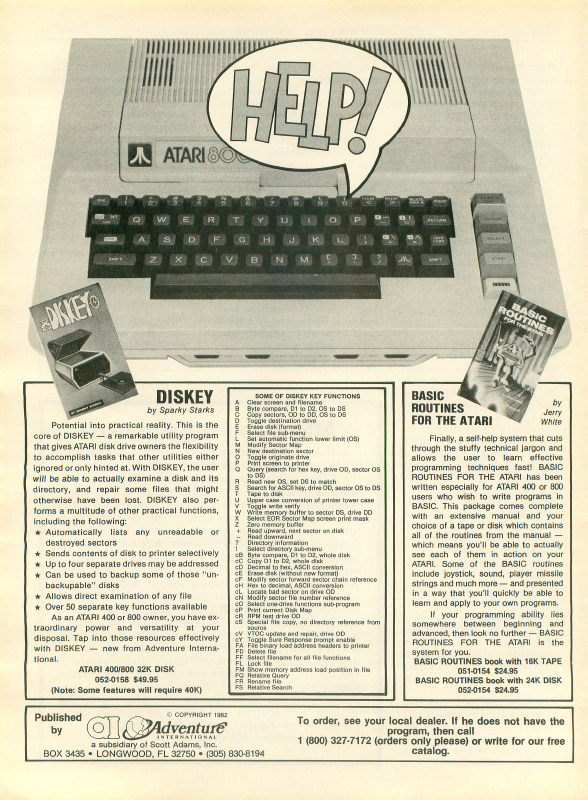 HELP!
ATARI 800
Q W E R T Y U I O P
RETURN
A S D F G H J K L
SHIFT Z X C V B N M SHIFT
SELECT
START
DISKEY
BASIC
ROUTINES
FOR THE ATARI
DISKEY
by Sparky Starks
Potential into practical reality. This is the
core of DISKEY — a remarkable utility program
that gives ATARI disk drive owners the flexibility
to accomplish tasks that other utilities either
ignored or only hinted at. With DISKEY, the user
will be able to actually examine a disk and its
directory, and repair some files that might
otherwise have been lost. DISKEY also per-
forms a multitude of other practical functions,
including the following:
★ Automatically lists any unreadable or
destroyed sectors
★ Sends contents of disk to printer selectively
★ Up to four separate drives may be addressed
★ Can be used to backup some of those "un-
backupable" disks
★ Allows direct examination of any file
★ Over 50 separate key functions available
As an ATARI 400 or 800 owner, you have ex-
traordinary power and versatility at your
disposal. Tap into those resources effectively
with DISKEY — new from Adventure Interna-
tional.
ATARI 400/800 32K DISK
052-0158 $49.95
(Note: Some features will require 40K)
SOME OF DISKEY KEY FUNCTIONS
A Clear screen and filename
B Byte compare, D1 to D2, OS to DS
C Copy sectors, OD to DD, OS to DS
D Toggle destination drive
E Erase disk (format)
F Select file sub-menu
L Set automatic function lower limit (OS)
M Modify Sector Map
N New destination sector
O Toggle originate drive
P Print screen to printer
Q Query (search for hex key, drive OD, sector OS
to DS)
R Read new OS, set DS to match
S Search for ASCII key, drive OD, sector OS to DS
T Tape to disk
U Upper case conversion of printer lower case
V Toggle write verify
W Write memory buffer to sector DS, drive DD
X Select EOR Sector Map screen print mask
Z Zero memory buffer
+ Read upward, next sector on disk
- Read downward
? Directory information
! Select directory sub-menu
cB Byte compare, D1 to D2, whole disk
cC Copy D1 to D2, whole disk
cD Decimal to hex, ASCII conversion
cE Erase disk (without new format)
cF Modify sector forward sector chain reference
cH Hex to decimal, ASCII conversion
cL Locate bad sector on drive OD
cN Modify sector file number reference
cO Select one-drive functions sub-program
cP Print current Disk Map
cR RPM test drive OD
cS Special file copy, no directory reference from
source
cV VTOC update and repair, drive OD
cY Toggle Sure Response prompt enable
FA File binary load address headers to printer
FD Delete file
FF Select filename for all file functions
FL Lock file
FM Show memory address load position in file
FQ Relative Query
FR Rename file
FS Relative Search
BASIC
ROUTINES
FOR THE ATARI
by
Jerry
White
Finally, a self-help system that cuts
through the stuffy technical jargon and
allows the user to learn effective
programming techniques fast! BASIC
ROUTINES FOR THE ATARI has been
written especially for ATARI 400 or 800
users who wish to write programs in
BASIC. This package comes complete
with an extensive manual and your
choice of a tape or disk which contains
all of the routines from the manual —
which means you'll be able to actually
see each of them in action on your
ATARI. Some of the BASIC routines
include joystick, sound, player missile
strings and much more — and presented
in a way that you'll quickly be able to
learn and apply to your own programs.
If your programming ability lies
somewhere between beginning and
advanced, then look no further — BASIC
ROUTINES FOR THE ATARI is the
system for you.
BASIC ROUTINES book with 16K TAPE
051-0154 $24.95
BASIC ROUTINES book with 24K DISK
052-0154 $24.95
Published
by
© COPYRIGHT 1982
Adventure
INTERNATIONAL
a subsidiary of Scott Adams, Inc.
BOX 3435 • LONGWOOD, FL 32750 • (305) 830-8194
To order, see your local dealer. If he does not have the
program, then call
1 (800) 327-7172 (orders only please) or write for our free
catalog.